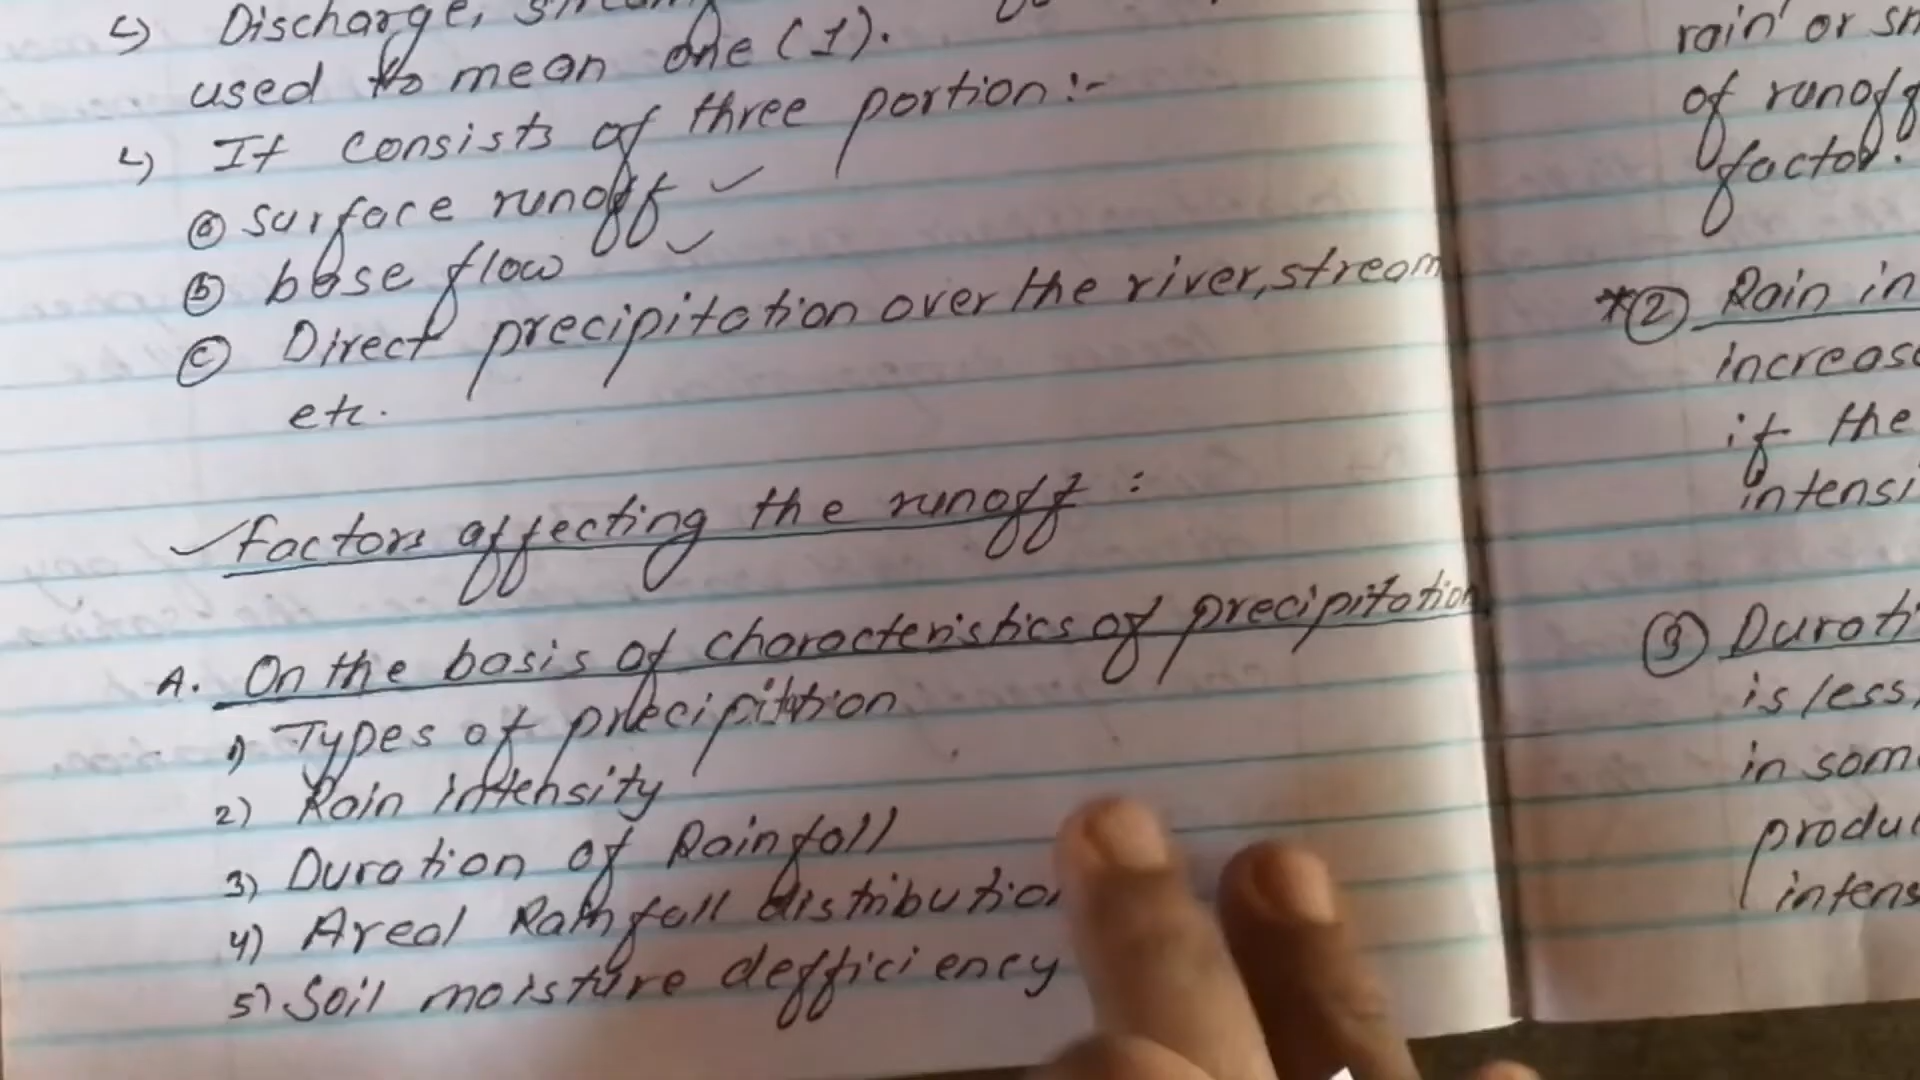 ↳ Discharge,
used to mean one (1).
↳ It consists of three portion :-
ⓐ surface runoff ✓
ⓑ base flow ✓
ⓒ Direct precipitation over the river, stream
etc.
✓ factors affecting the runoff :
A. On the basis of characteristics of precipitation
1) Types of precipitation
2) Rain intensity
3) Duration of Rainfall
4) Areal Rainfall distribution
5) Soil moisture defficiency
rain or
of runoff
factor.
*② Rain in
increas
if the
intensi
③ Durati
is less,
in som
produc
intens